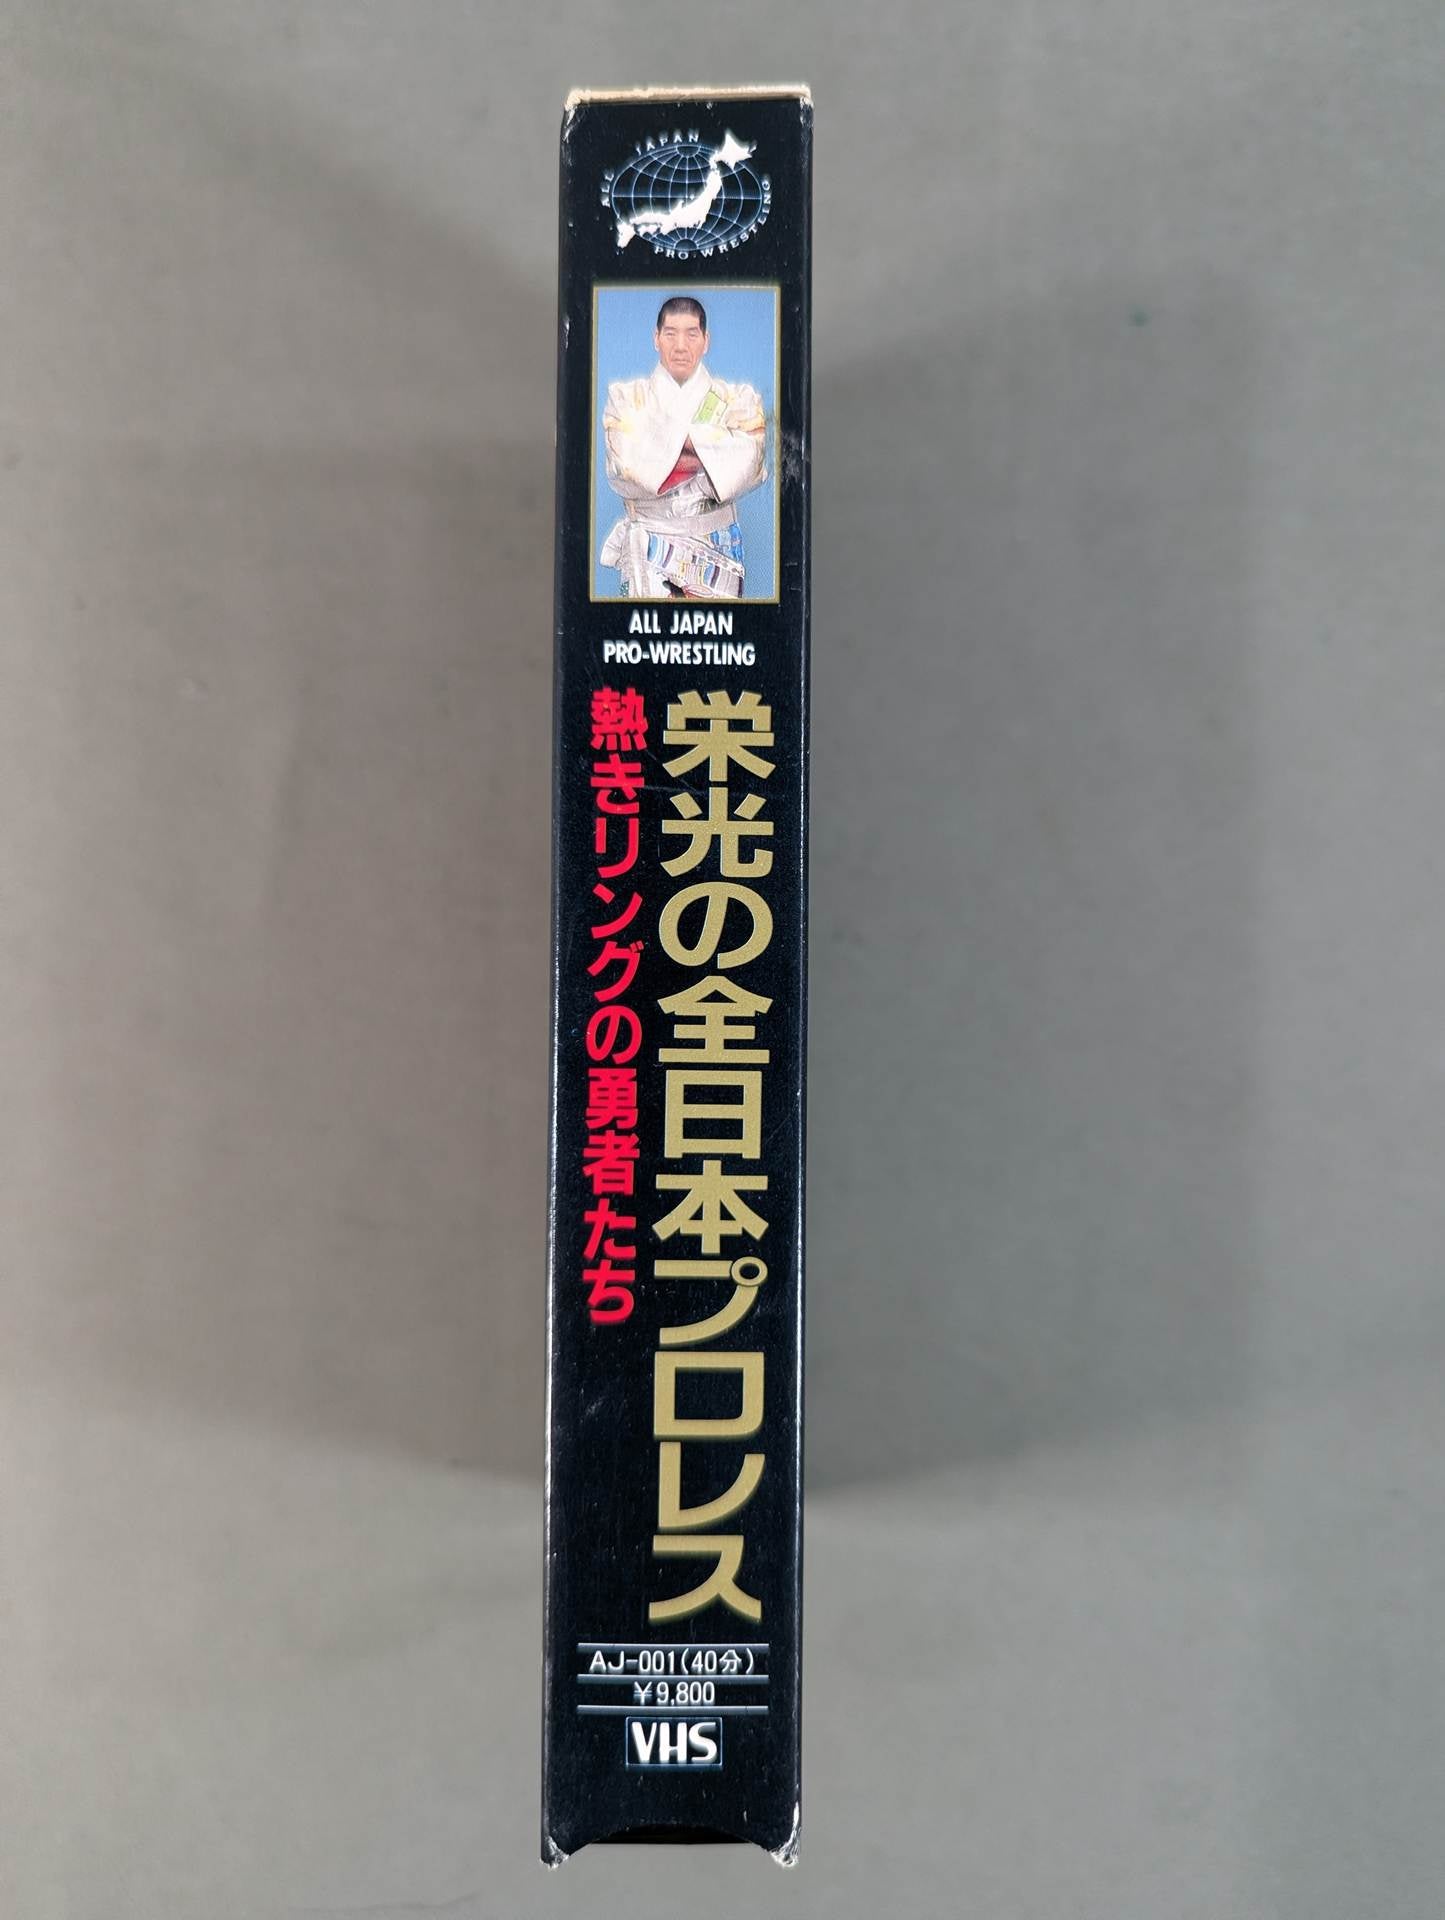 ALL JAPAN PRO-WRESTLING
ALL JAPAN
PRO-WRESTLING
栄光の全日本プロレス
熱きリングの勇者たち
AJ-001(40分)
¥9,800
VHS